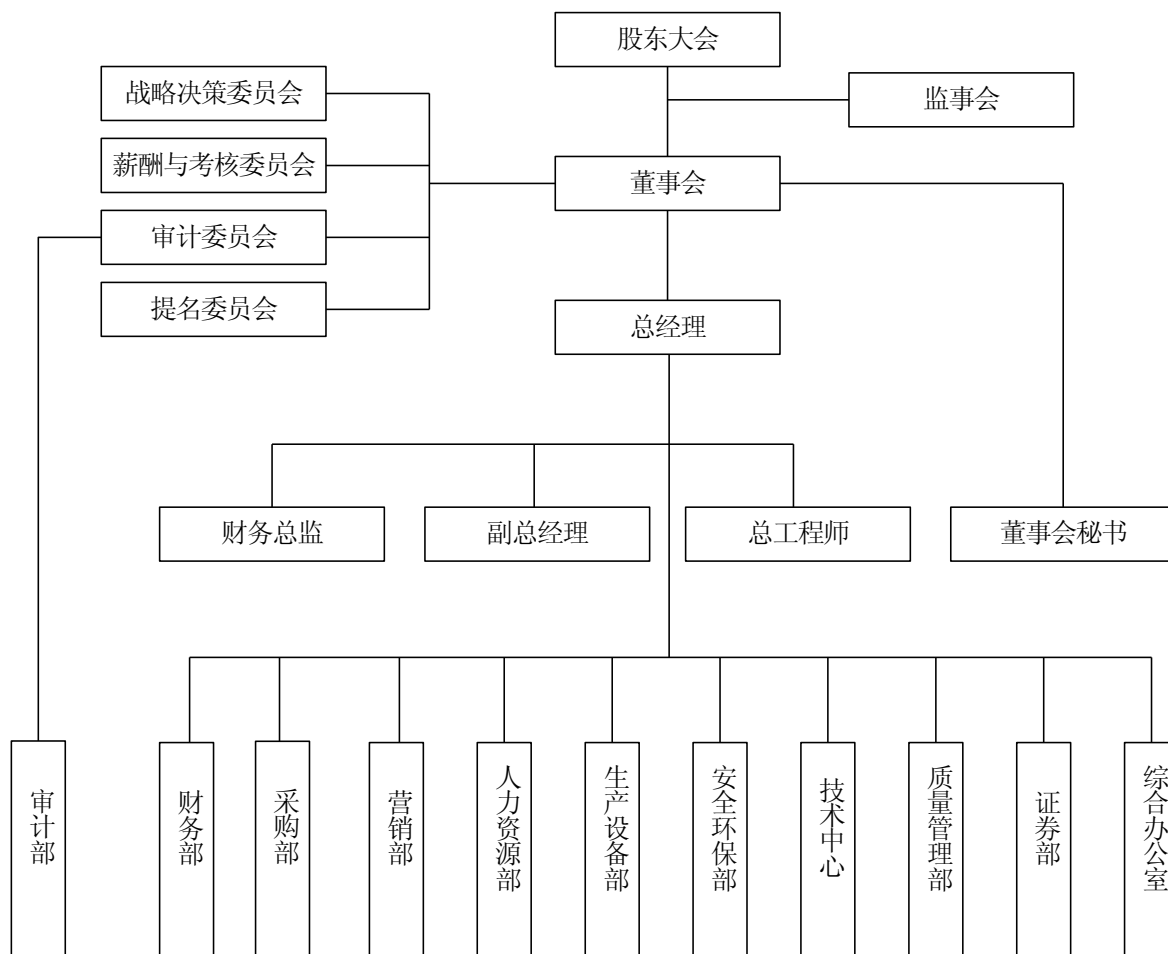 股东大会
战略决策委员会
监事会
薪酬与考核委员会
董事会
审计委员会
提名委员会
总经理
财务总监
副总经理
总工程师
董事会秘书
审计部
财务部
采购部
营销部
人力资源部
生产设备部
安全环保部
技术中心
质量管理部
证券部
综合办公室